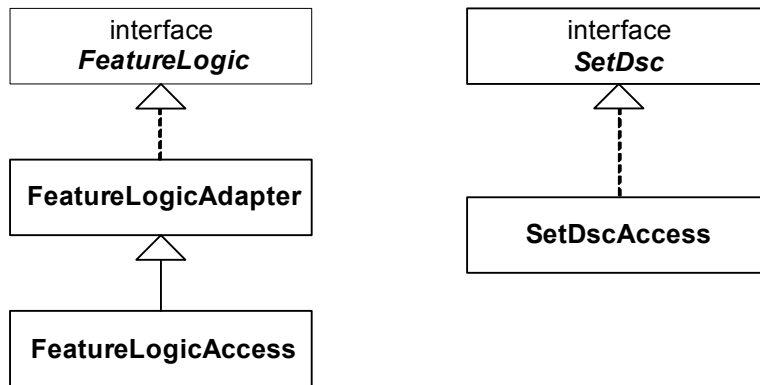 interface
FeatureLogic
interface
SetDsc
FeatureLogicAdapter
SetDscAccess
FeatureLogicAccess